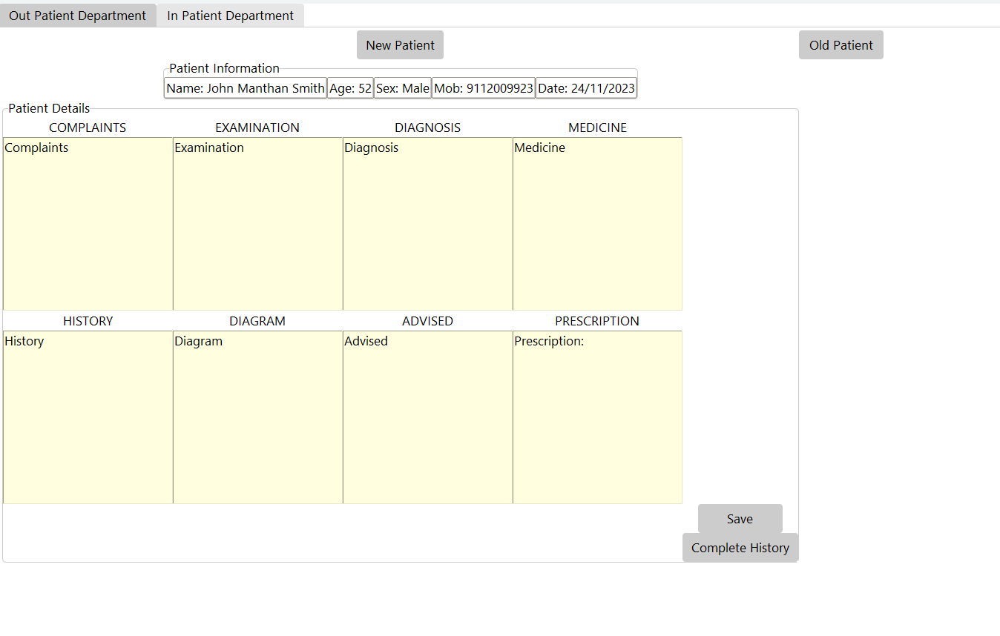 Out Patient Department In Patient Department
New Patient Old Patient
Patient Information
Name: John Manthan Smith Age: 52 Sex: Male Mob: 9112009923 Date: 24/11/2023
Patient Details
COMPLAINTS EXAMINATION DIAGNOSIS MEDICINE
Complaints Examination Diagnosis Medicine
HISTORY DIAGRAM ADVISED PRESCRIPTION
History Diagram Advised Prescription:
Save
Complete History